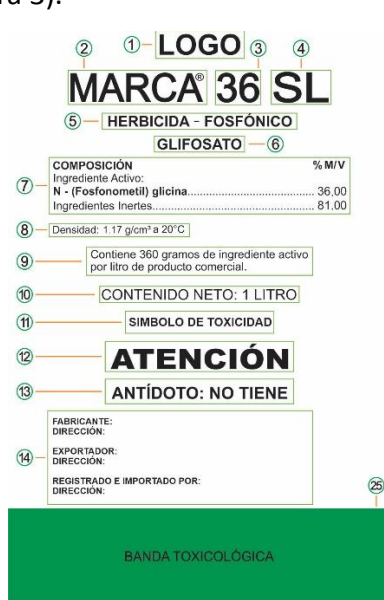 ra 3).
① LOGO
② ③ ④
MARCA® 36 SL
⑤ HERBICIDA - FOSFÓNICO
GLIFOSATO ⑥
COMPOSICIÓN % M/V
⑦ Ingrediente Activo:
N - (Fosfonometil) glicina.................................. 36,00
Ingredientes Inertes.......................................... 81.00
⑧ Densidad: 1.17 g/cm³ a 20°C
⑨ Contiene 360 gramos de ingrediente activo
por litro de producto comercial.
⑩ CONTENIDO NETO: 1 LITRO
⑪ SIMBOLO DE TOXICIDAD
⑫ ATENCIÓN
⑬ ANTÍDOTO: NO TIENE
FABRICANTE:
DIRECCIÓN:
⑭ EXPORTADOR:
DIRECCIÓN:
REGISTRADO E IMPORTADO POR:
DIRECCIÓN:
㉕
BANDA TOXICOLÓGICA